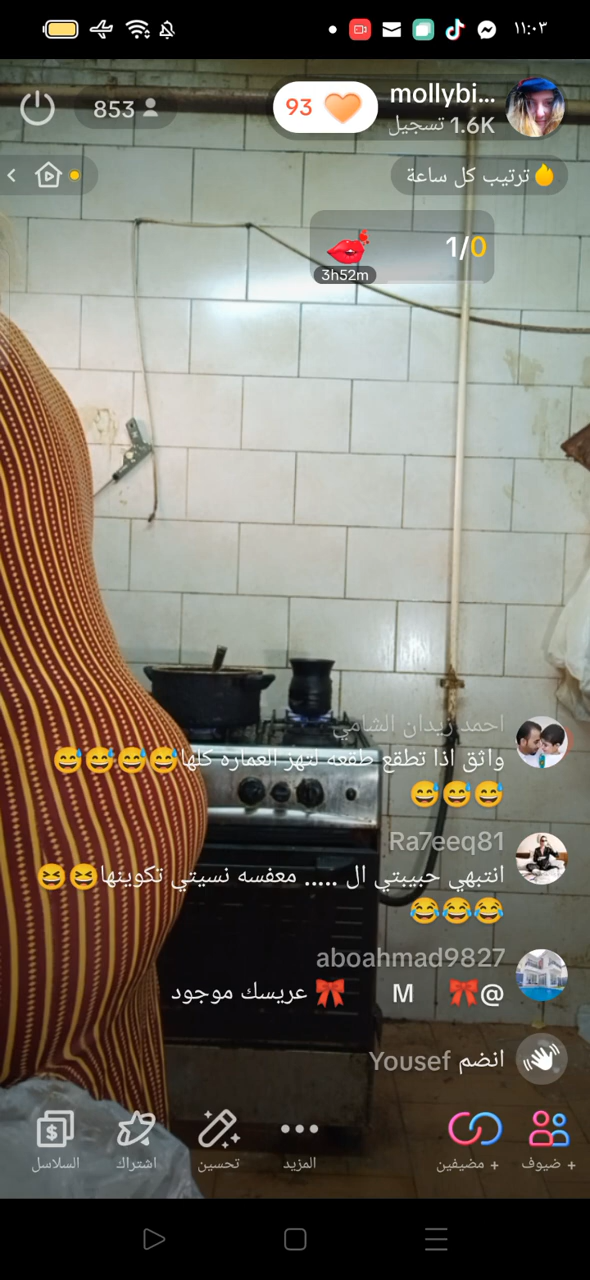 ١١:٠٣
mollybi...
93
853
1.6K تسجيل
ترتيب كل ساعة
1/0
3h52m
احمد زيدان الشامي
واثق اذا تطقع طقعه لتهز العماره كلها😅😅😅😅
😅😅😅
Ra7eeq81
انتبهي حبيبتي ال ..... معفسه نسيتي تكوينها😆😆
😂😂😂
aboahmad9827
@🎀 M 🎀 عريسك موجود
Yousef انضم
+ ضيوف
+ مضيفين
المزيد
تحسين
اشتراك
السلاسل